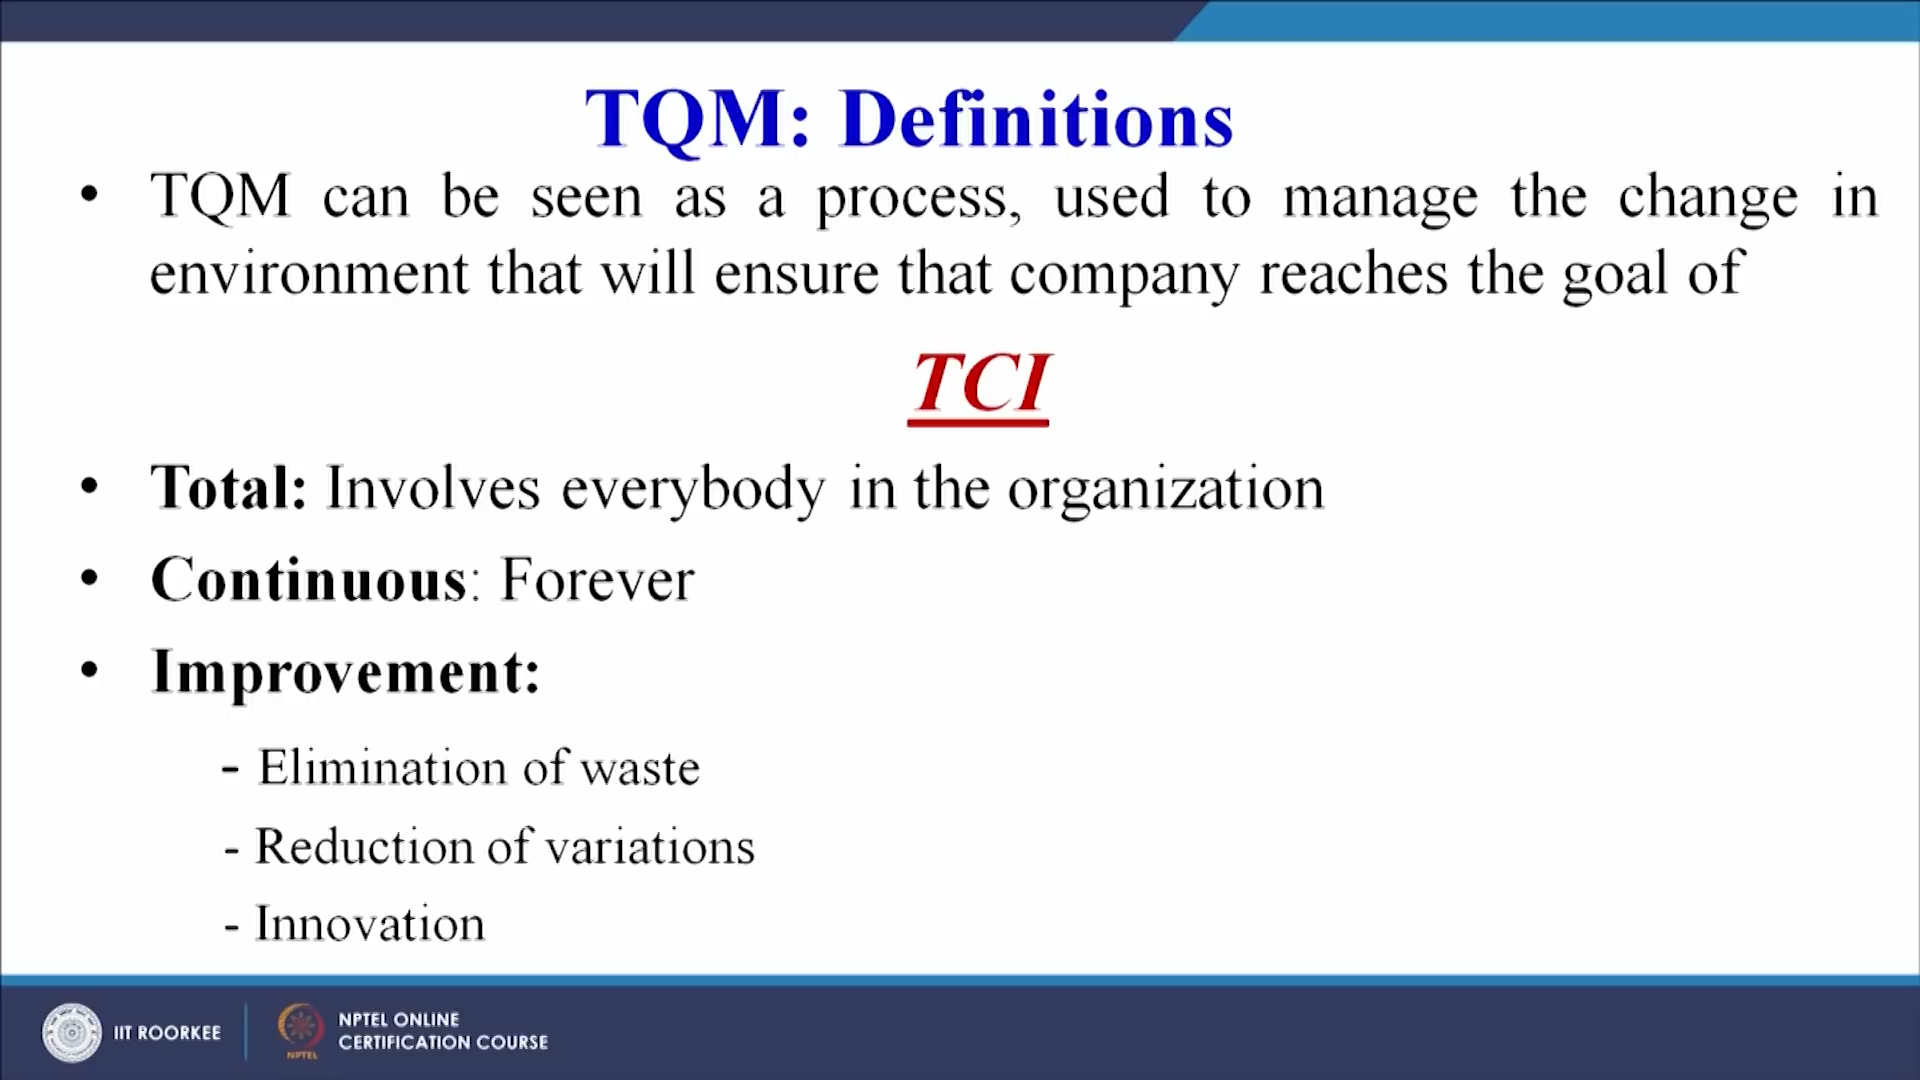 TQM: Definitions
• TQM can be seen as a process, used to manage the change in
environment that will ensure that company reaches the goal of
TCI
• Total: Involves everybody in the organization
• Continuous: Forever
• Improvement:
- Elimination of waste
- Reduction of variations
- Innovation
IIT ROORKEE
NPTEL
NPTEL ONLINE
CERTIFICATION COURSE